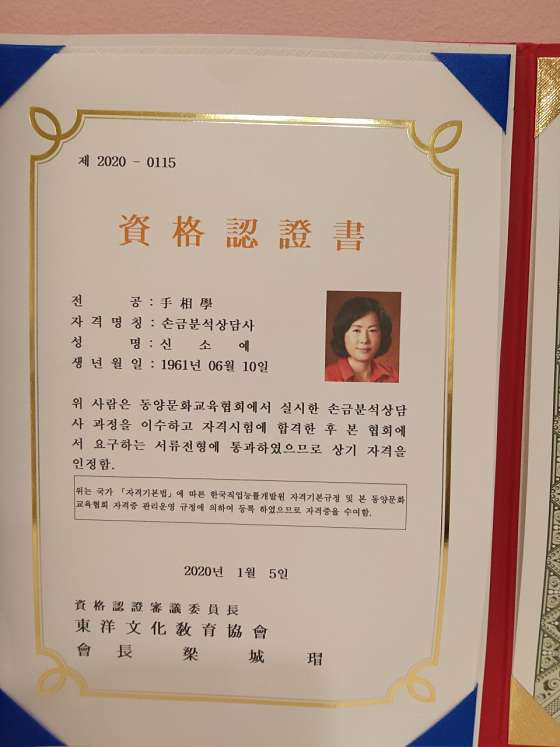 제 2020 - 0115
資格認證書
전 공 : 手相學
자격명칭 : 손금분석상담사
성 명 : 신 소 예
생년월일 : 1961년 06월 10일
위 사람은 동양문화교육협회에서 실시한 손금분석상담
사 과정을 이수하고 자격시험에 합격한 후 본 협회에
서 요구하는 서류전형에 통과하였으므로 상기 자격을
인정함.
위는 국가 「자격기본법」에 따른 한국직업능률개발원 자격기본규정 및 본 동양문화
교육협회 자격증 관리운영 규정에 의하여 등록 하였으므로 자격증을 수여함.
2020년 1월 5일
資格認證審議委員長
東洋文化敎育協會
會長 梁城瑁